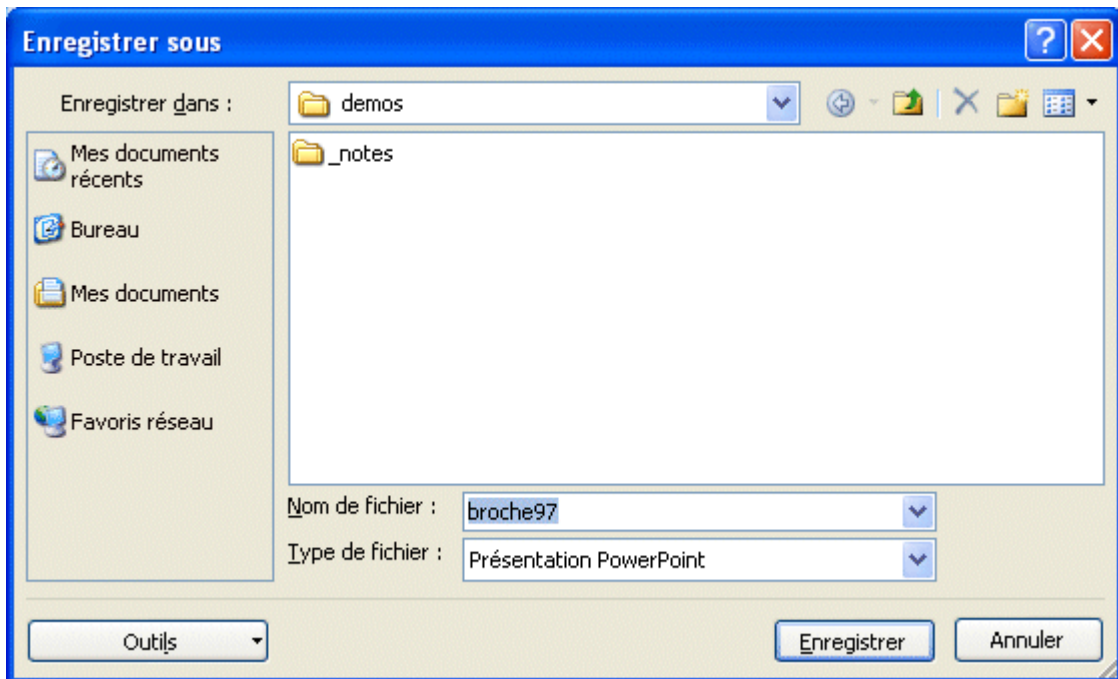 Enregistrer sous
Enregistrer dans :
demos
Mes documents
récents
Bureau
Mes documents
Poste de travail
Favoris réseau
_notes
Nom de fichier :
broche97
Type de fichier :
Présentation PowerPoint
Outils
Enregistrer
Annuler